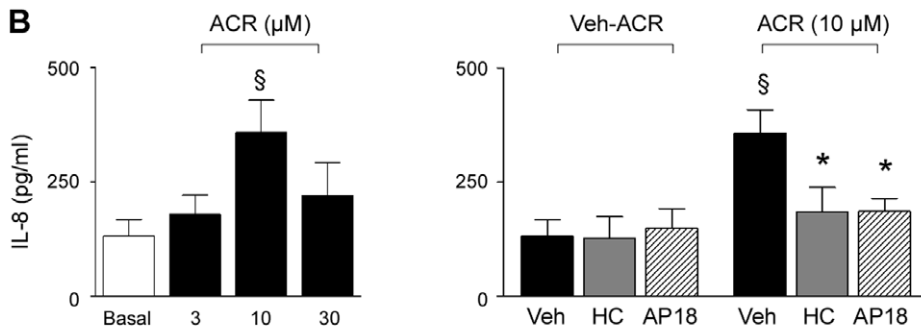 B
ACR (µM)
Veh-ACR
ACR (10 µM)
IL-8 (pg/ml)
500
250
0
§
Basal 3 10 30
500
250
0
§
*
*
Veh HC AP18 Veh HC AP18